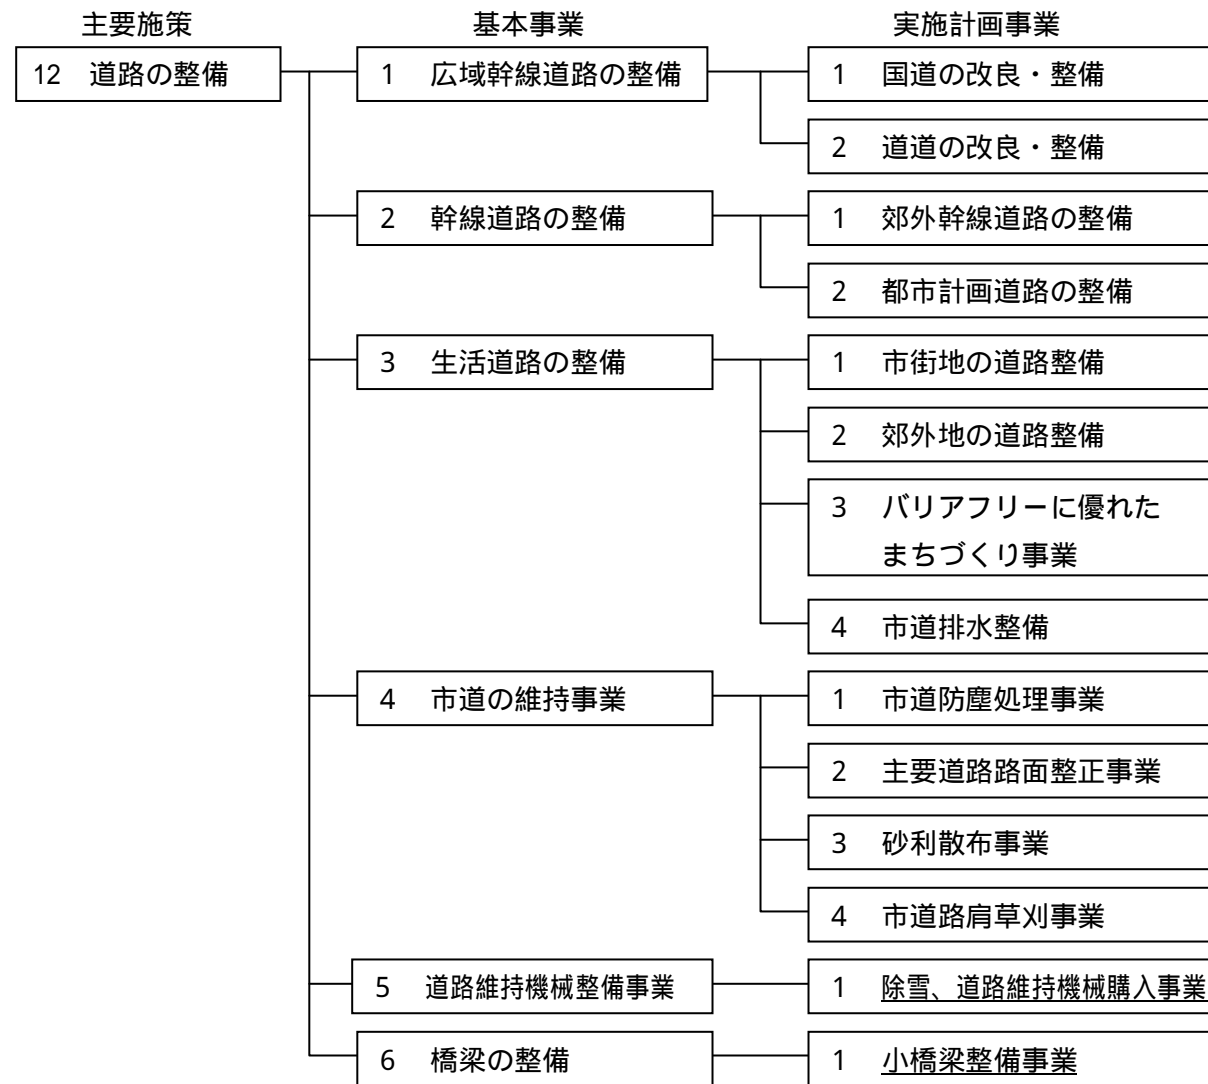 主要施策 基本事業 実施計画事業
12 道路の整備 1 広域幹線道路の整備 1 国道の改良・整備
2 道道の改良・整備
2 幹線道路の整備 1 郊外幹線道路の整備
2 都市計画道路の整備
3 生活道路の整備 1 市街地の道路整備
2 郊外地の道路整備
3 バリアフリーに優れた
まちづくり事業
4 市道排水整備
4 市道の維持事業 1 市道防塵処理事業
2 主要道路路面整正事業
3 砂利散布事業
4 市道路肩草刈事業
5 道路維持機械整備事業 1 除雪、道路維持機械購入事業
6 橋梁の整備 1 小橋梁整備事業